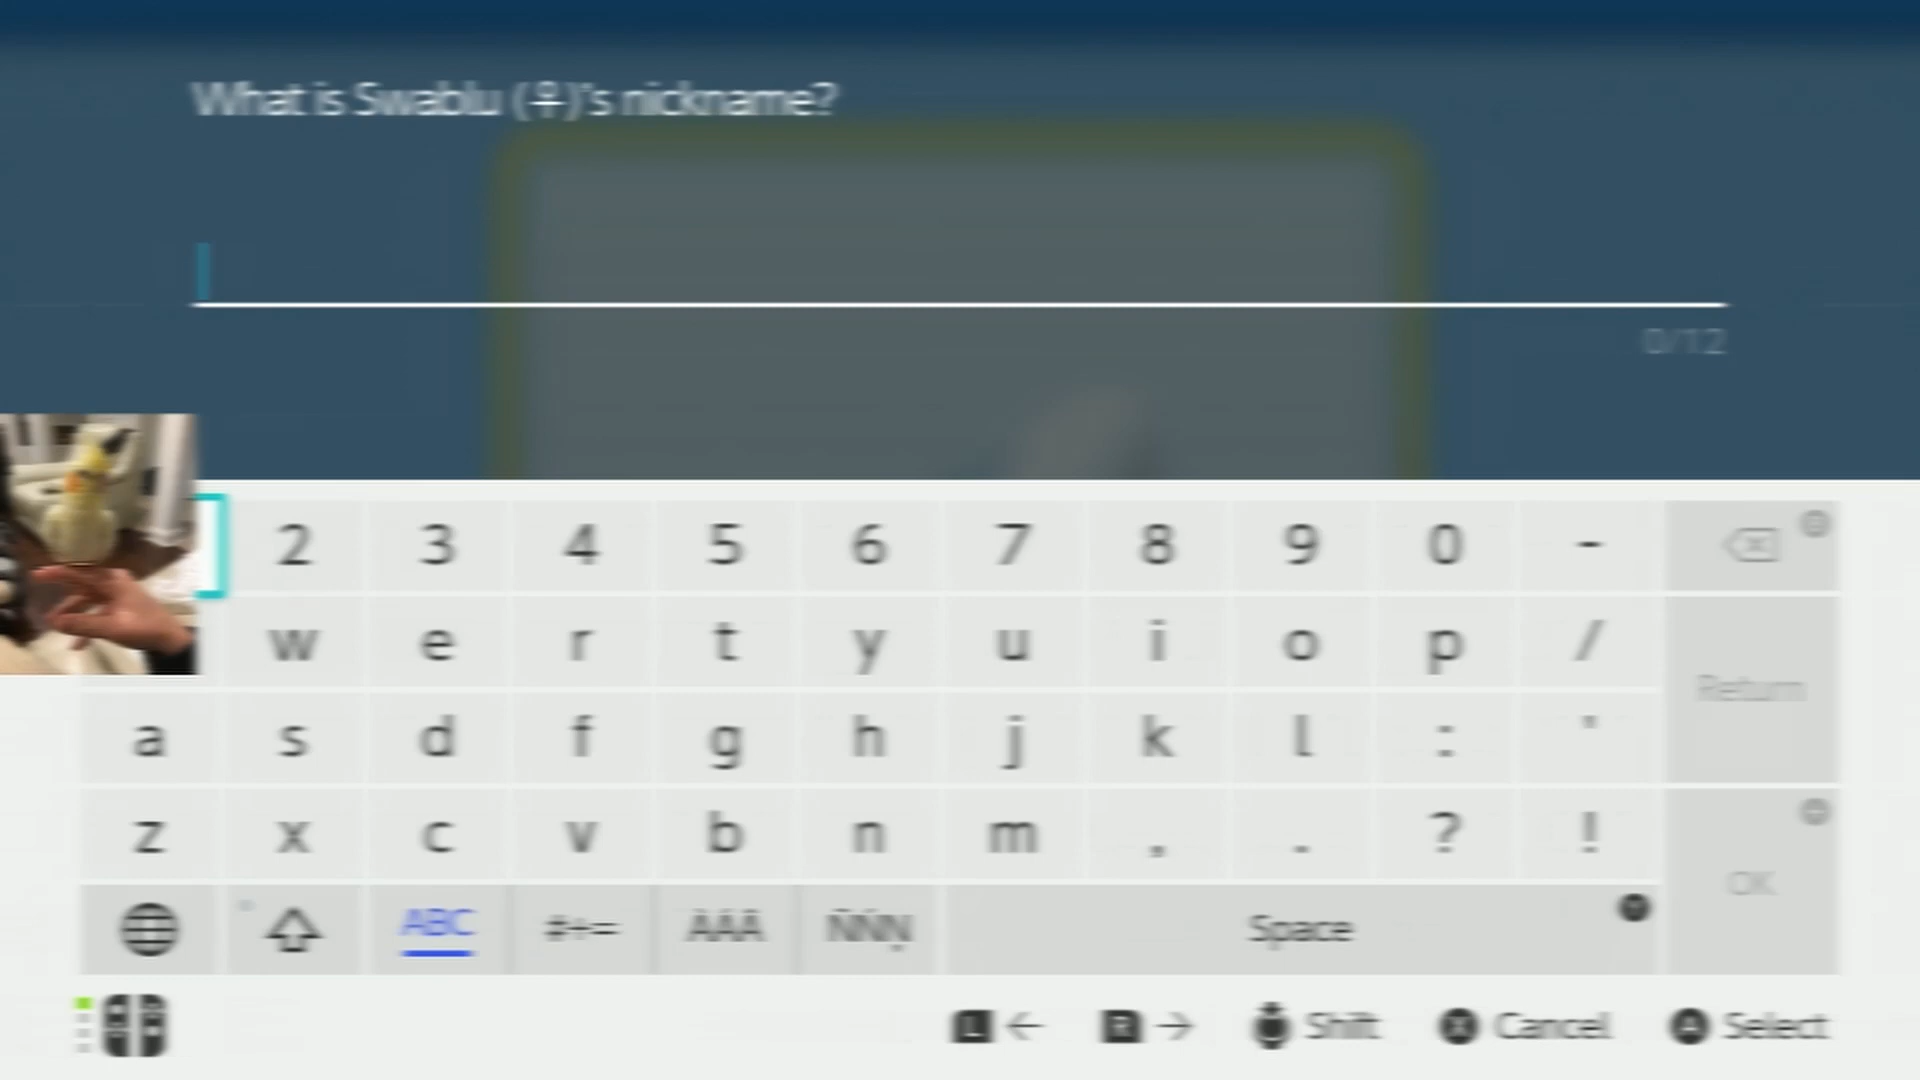 What is Swablu (♀)'s nickname?
0/12
2 3 4 5 6 7 8 9 0 -
w e r t y u i o p /
Return
a s d f g h j k l : '
z x c v b n m , . ? !
OK
ABC #+= ÀÁÂ ÑŃŅ Space
L ← R → Shift X Cancel A Select